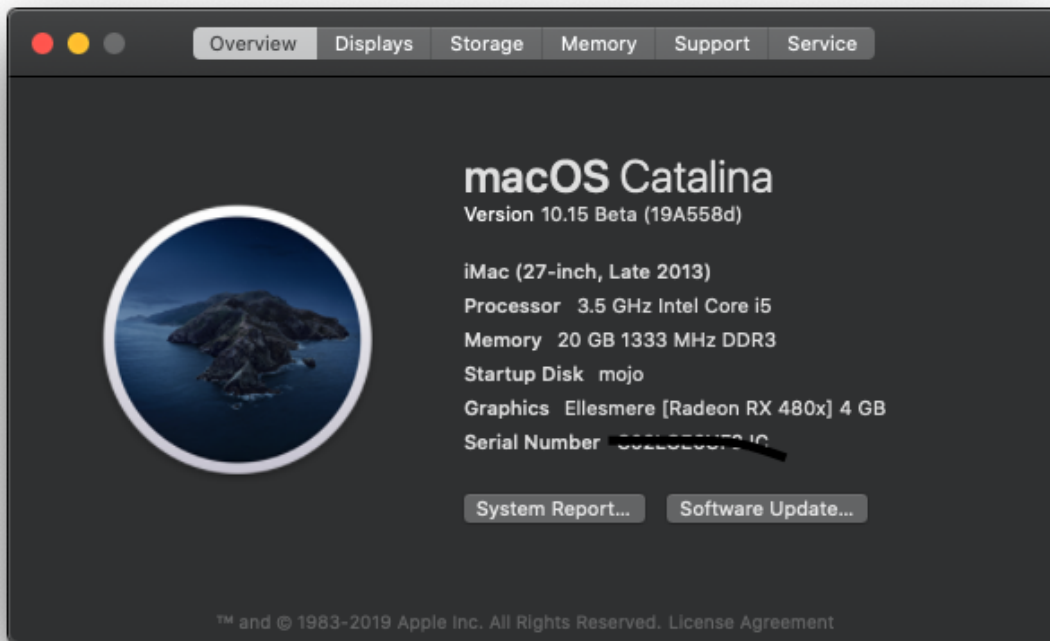 Overview Displays Storage Memory Support Service
macOS Catalina
Version 10.15 Beta (19A558d)
iMac (27-inch, Late 2013)
Processor 3.5 GHz Intel Core i5
Memory 20 GB 1333 MHz DDR3
Startup Disk mojo
Graphics Ellesmere [Radeon RX 480x] 4 GB
Serial Number
System Report... Software Update...
™ and © 1983-2019 Apple Inc. All Rights Reserved. License Agreement